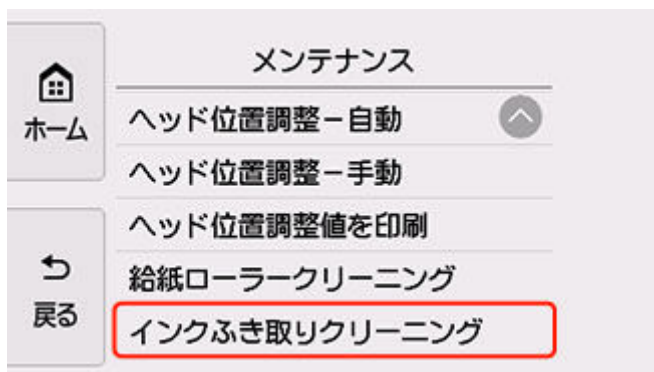 メンテナンス
ホーム
ヘッド位置調整－自動
ヘッド位置調整－手動
ヘッド位置調整値を印刷
給紙ローラークリーニング
戻る
インクふき取りクリーニング